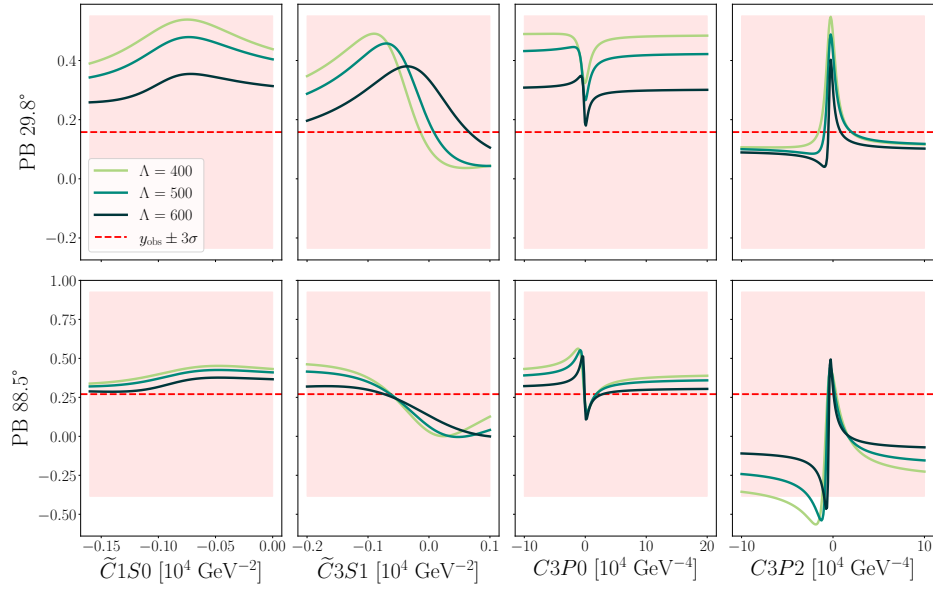 PB 29.8°
0.4
0.2
0.0
−0.2
Λ = 400
Λ = 500
Λ = 600
y_obs ± 3σ
PB 88.5°
1.00
0.75
0.50
0.25
0.00
−0.25
−0.50
−0.15 −0.10 −0.05 0.00
−0.2 −0.1 0.0 0.1
−10 0 10 20
−10 0 10
C̃1S0 [10⁴ GeV⁻²]
C̃3S1 [10⁴ GeV⁻²]
C3P0 [10⁴ GeV⁻⁴]
C3P2 [10⁴ GeV⁻⁴]